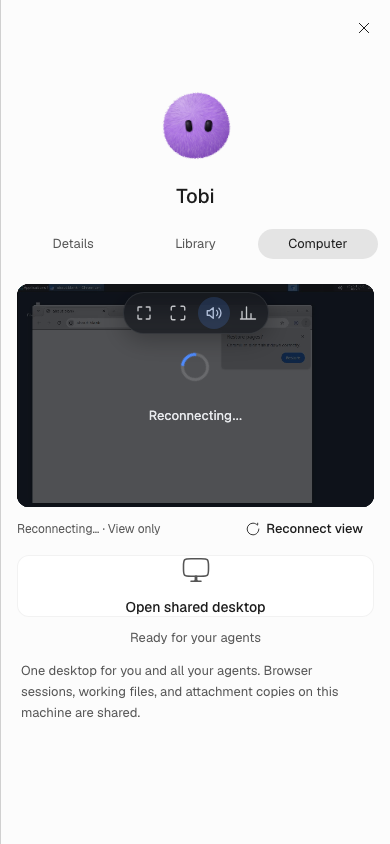 Tobi
Details
Library
Computer
Reconnecting...
Reconnecting... · View only
Reconnect view
Open shared desktop
Ready for your agents
One desktop for you and all your agents. Browser
sessions, working files, and attachment copies on this
machine are shared.